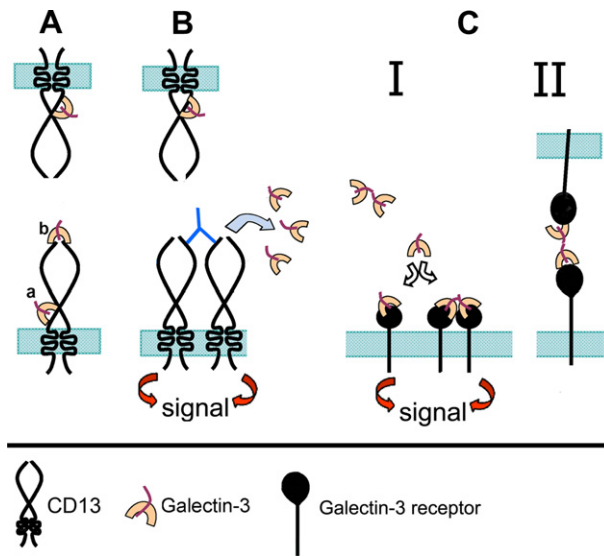 A B C
I II
b
a
signal
signal
CD13 Galectin-3 Galectin-3 receptor